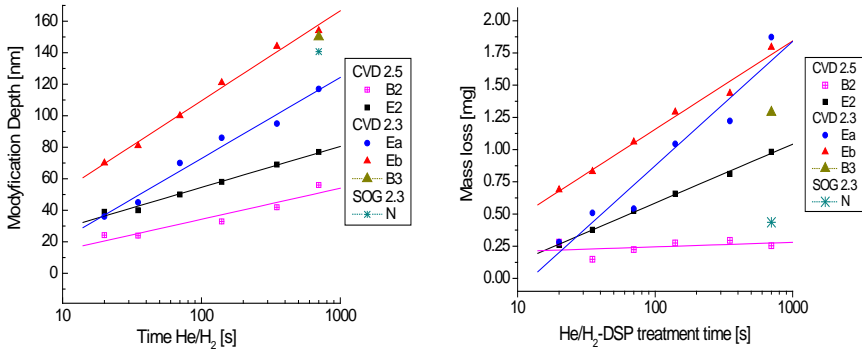 160
140
120
100
80
60
40
20
0
Modyfication Depth [nm]
10 100 1000
Time He/H₂ [s]
CVD 2.5
B2
E2
CVD 2.3
Ea
Eb
B3
SOG 2.3
N
2.00
1.75
1.50
1.25
1.00
0.75
0.50
0.25
0.00
Mass loss [mg]
10 100 1000
He/H₂-DSP treatment time [s]
CVD 2.5
B2
E2
CVD 2.3
Ea
Eb
B3
SOG 2.3
N